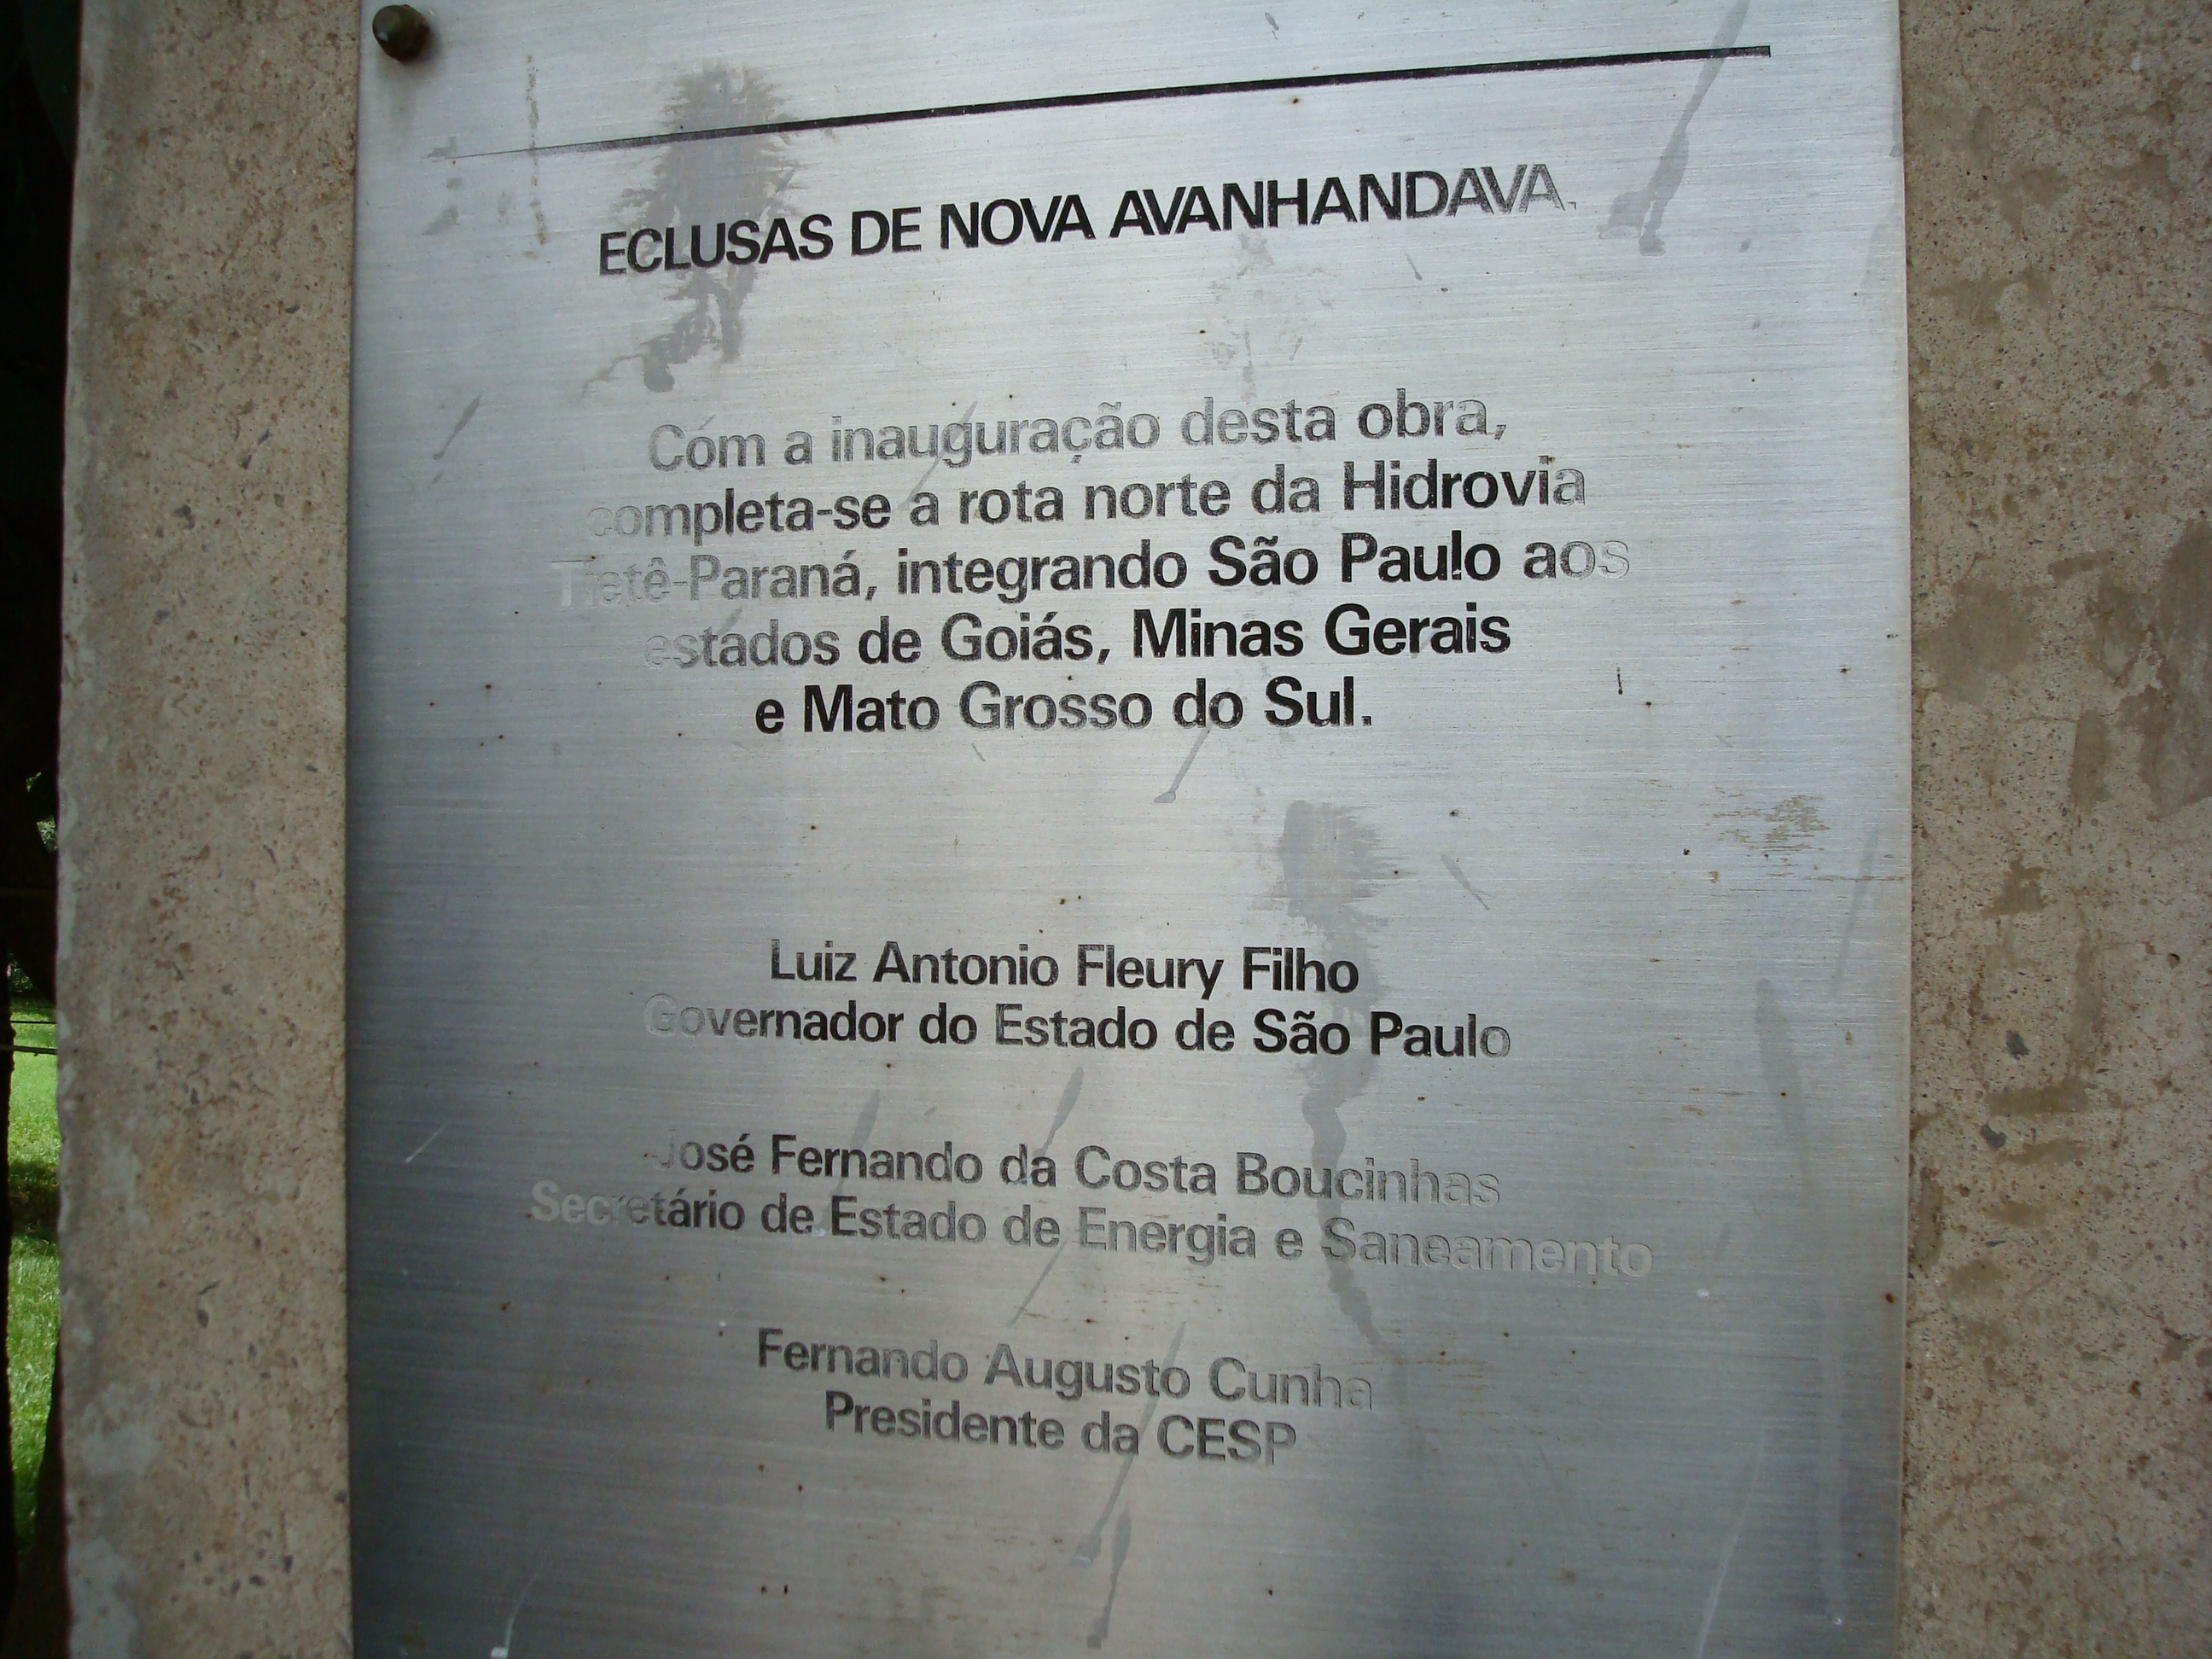 ECLUSAS DE NOVA AVANHANDAVA.
Com a inauguração desta obra,
completa-se a rota norte da Hidrovia
Tietê-Paraná, integrando São Paulo aos
estados de Goiás, Minas Gerais
e Mato Grosso do Sul.
Luiz Antonio Fleury Filho
Governador do Estado de São Paulo
José Fernando da Costa Boucinhas
Secretário de Estado de Energia e Saneamento
Fernando Augusto Cunha
Presidente da CESP